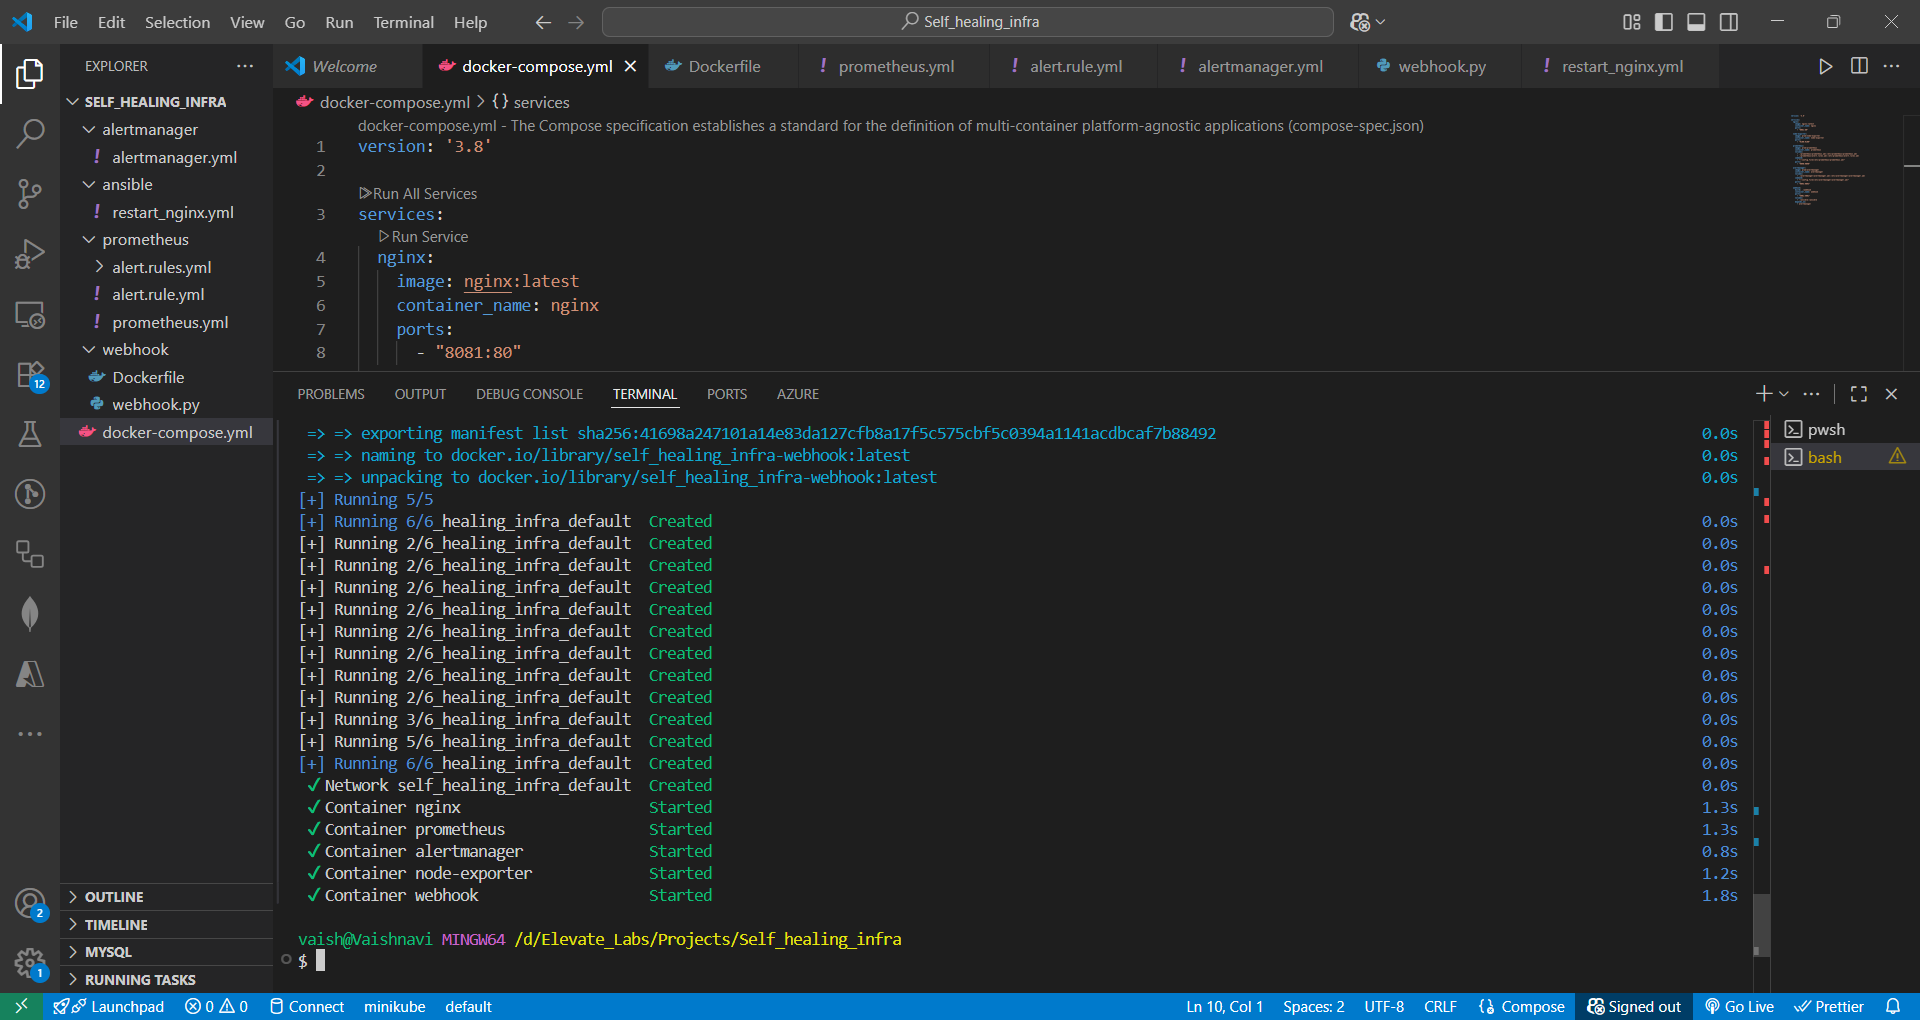 File Edit Selection View Go Run Terminal Help
Self_healing_infra
EXPLORER
SELF_HEALING_INFRA
alertmanager
! alertmanager.yml
ansible
! restart_nginx.yml
prometheus
alert.rules.yml
! alert.rule.yml
! prometheus.yml
webhook
Dockerfile
webhook.py
docker-compose.yml
OUTLINE
TIMELINE
MYSQL
RUNNING TASKS
12
2
1
Welcome docker-compose.yml Dockerfile ! prometheus.yml ! alert.rule.yml ! alertmanager.yml webhook.py ! restart_nginx.yml
docker-compose.yml > {} services
docker-compose.yml - The Compose specification establishes a standard for the definition of multi-container platform-agnostic applications (compose-spec.json)
1 version: '3.8'
2
Run All Services
3 services:
Run Service
4 nginx:
5 image: nginx:latest
6 container_name: nginx
7 ports:
8 - "8081:80"
PROBLEMS OUTPUT DEBUG CONSOLE TERMINAL PORTS AZURE
=> => exporting manifest list sha256:41698a247101a14e83da127cfb8a17f5c575cbf5c0394a1141acdbcaf7b88492 0.0s
=> => naming to docker.io/library/self_healing_infra-webhook:latest 0.0s
=> => unpacking to docker.io/library/self_healing_infra-webhook:latest 0.0s
[+] Running 5/5
[+] Running 6/6_healing_infra_default Created 0.0s
[+] Running 2/6_healing_infra_default Created 0.0s
[+] Running 2/6_healing_infra_default Created 0.0s
[+] Running 2/6_healing_infra_default Created 0.0s
[+] Running 2/6_healing_infra_default Created 0.0s
[+] Running 2/6_healing_infra_default Created 0.0s
[+] Running 2/6_healing_infra_default Created 0.0s
[+] Running 2/6_healing_infra_default Created 0.0s
[+] Running 2/6_healing_infra_default Created 0.0s
[+] Running 3/6_healing_infra_default Created 0.0s
[+] Running 5/6_healing_infra_default Created 0.0s
[+] Running 6/6_healing_infra_default Created 0.0s
✔ Network self_healing_infra_default Created 0.0s
✔ Container nginx Started 1.3s
✔ Container prometheus Started 1.3s
✔ Container alertmanager Started 0.8s
✔ Container node-exporter Started 1.2s
✔ Container webhook Started 1.8s
vaish@Vaishnavi MINGW64 /d/Elevate_Labs/Projects/Self_healing_infra
$
pwsh
bash
Launchpad 0 0 Connect minikube default Ln 10, Col 1 Spaces: 2 UTF-8 CRLF {} Compose Signed out Go Live Prettier